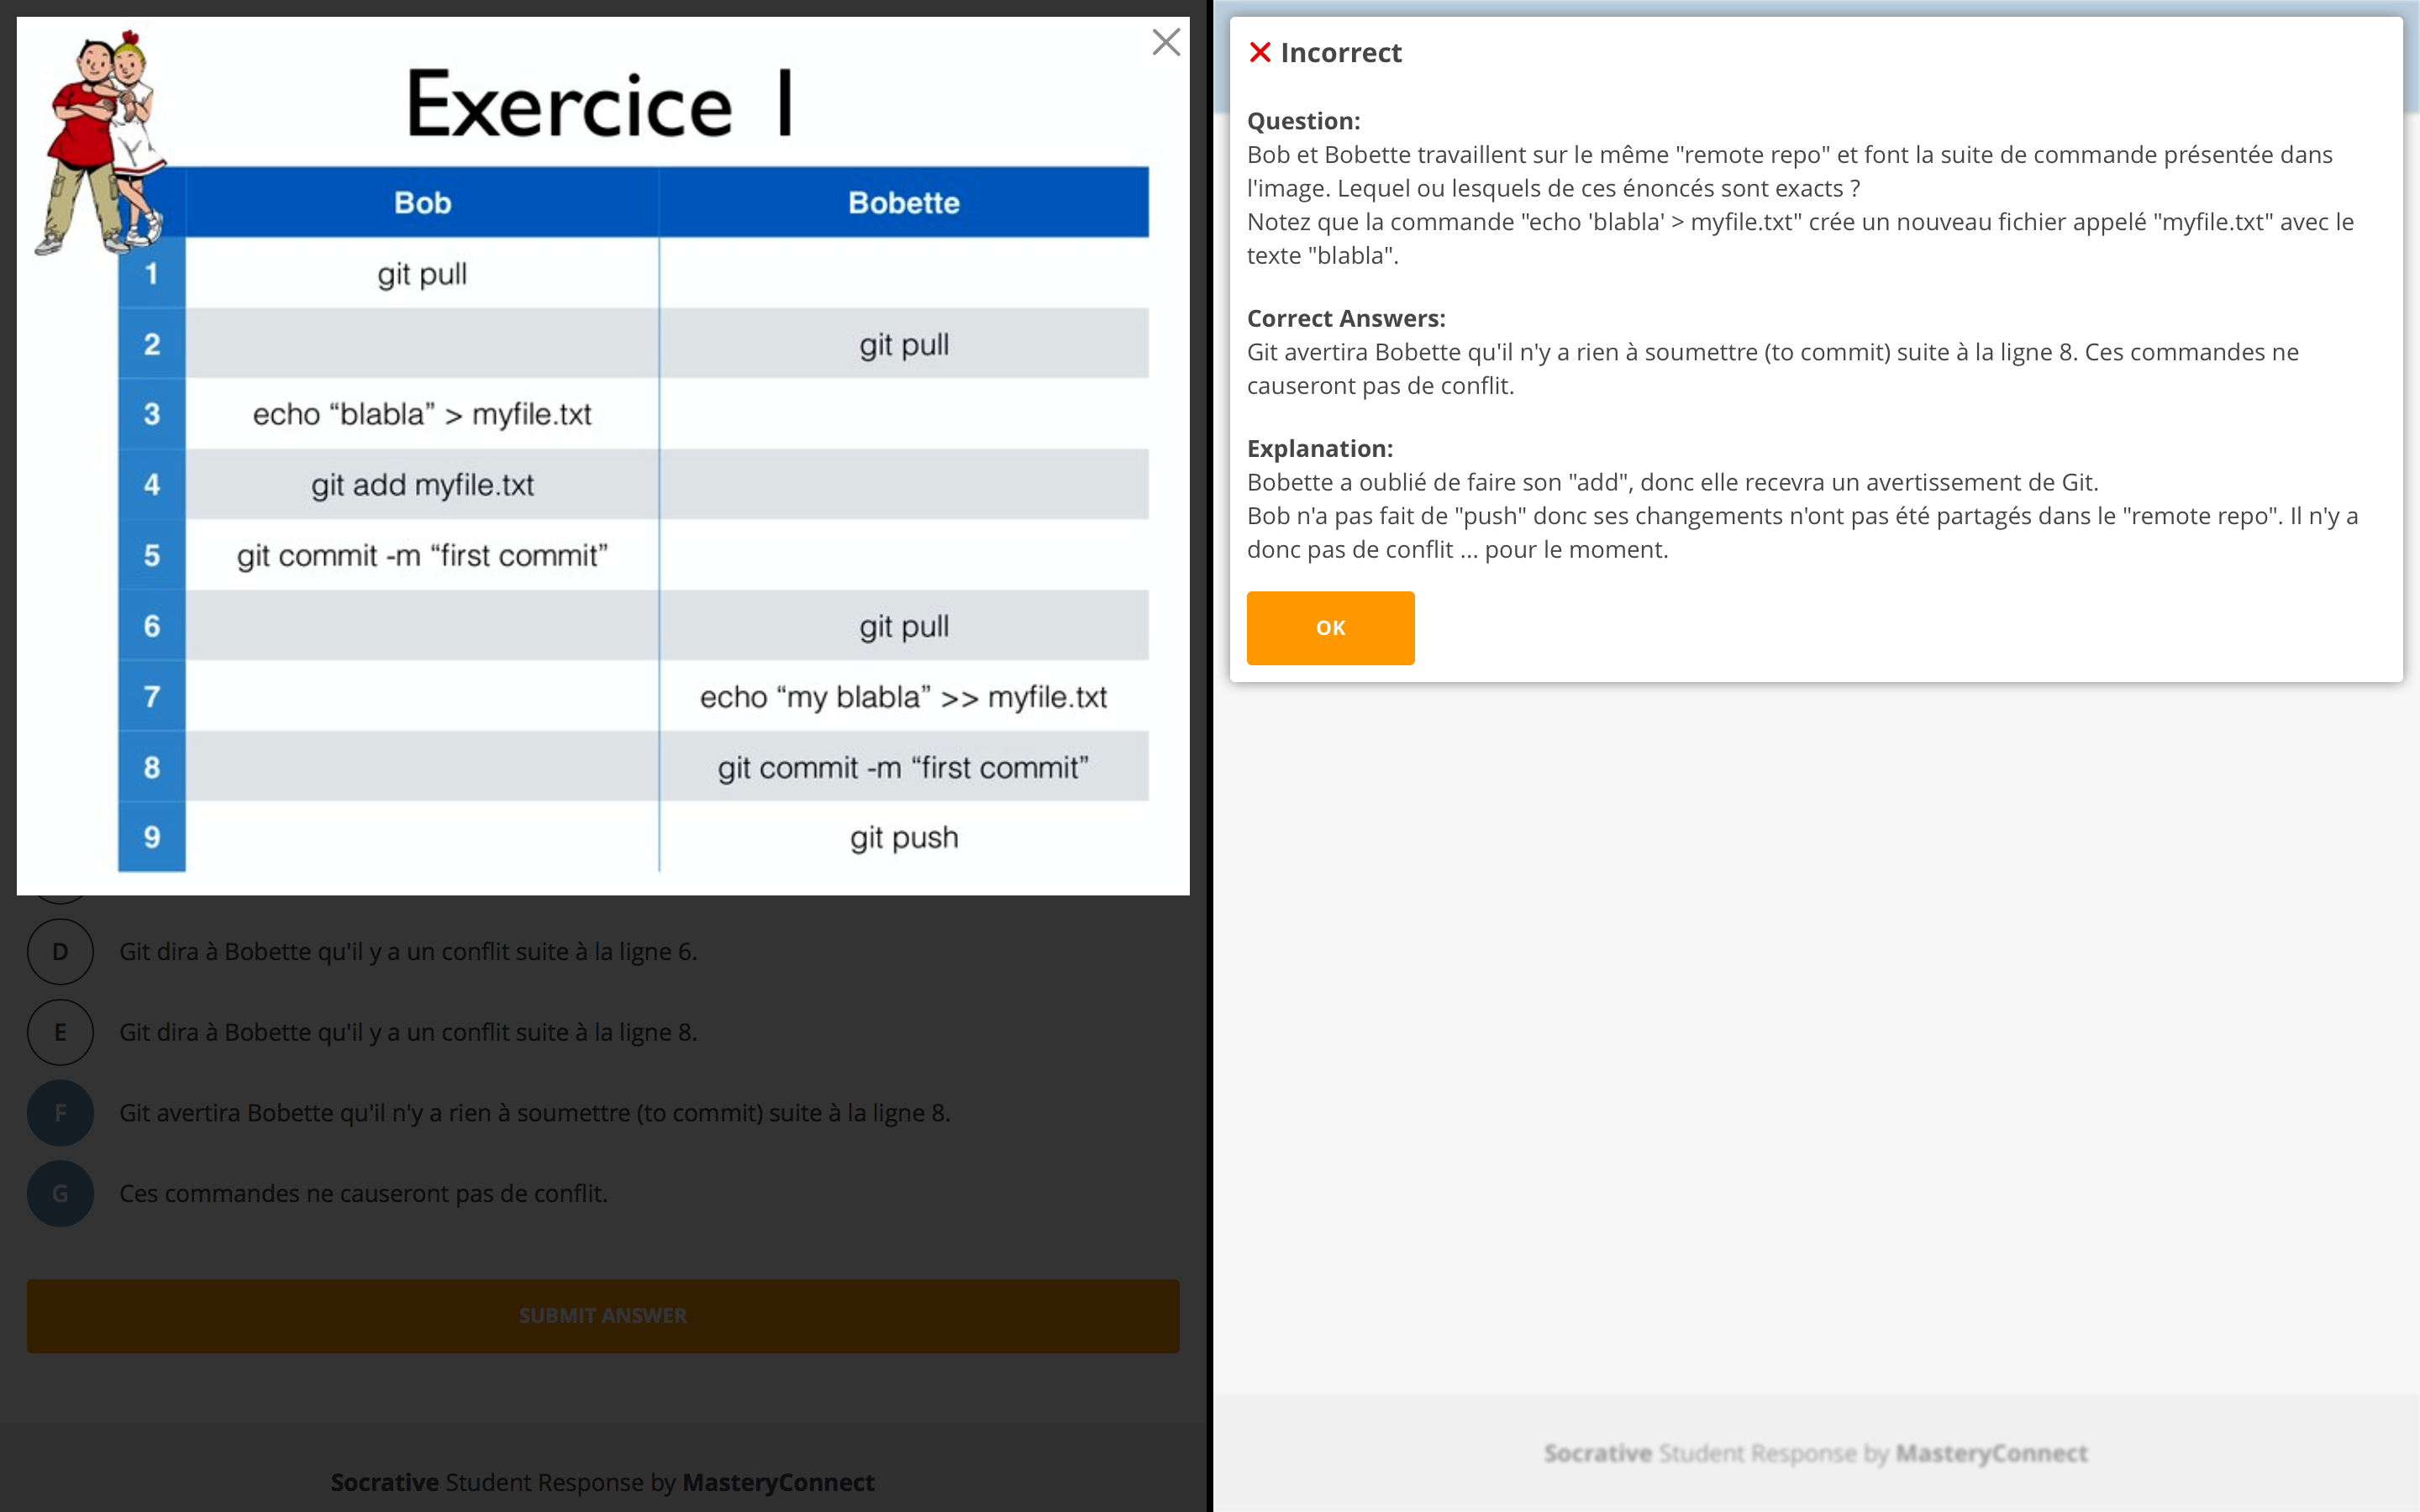 Exercice 1
Bob Bobette
1 git pull
2 git pull
3 echo “blabla” > myfile.txt
4 git add myfile.txt
5 git commit -m “first commit”
6 git pull
7 echo “my blabla” >> myfile.txt
8 git commit -m “first commit”
9 git push
D Git dira à Bobette qu'il y a un conflit suite à la ligne 6.
E Git dira à Bobette qu'il y a un conflit suite à la ligne 8.
F Git avertira Bobette qu'il n'y a rien à soumettre (to commit) suite à la ligne 8.
G Ces commandes ne causeront pas de conflit.
SUBMIT ANSWER
Socrative Student Response by MasteryConnect
Incorrect
Question:
Bob et Bobette travaillent sur le même "remote repo" et font la suite de commande présentée dans
l'image. Lequel ou lesquels de ces énoncés sont exacts ?
Notez que la commande "echo 'blabla' > myfile.txt" crée un nouveau fichier appelé "myfile.txt" avec le
texte "blabla".
Correct Answers:
Git avertira Bobette qu'il n'y a rien à soumettre (to commit) suite à la ligne 8. Ces commandes ne
causeront pas de conflit.
Explanation:
Bobette a oublié de faire son "add", donc elle recevra un avertissement de Git.
Bob n'a pas fait de "push" donc ses changements n'ont pas été partagés dans le "remote repo". Il n'y a
donc pas de conflit ... pour le moment.
OK
Socrative Student Response by MasteryConnect